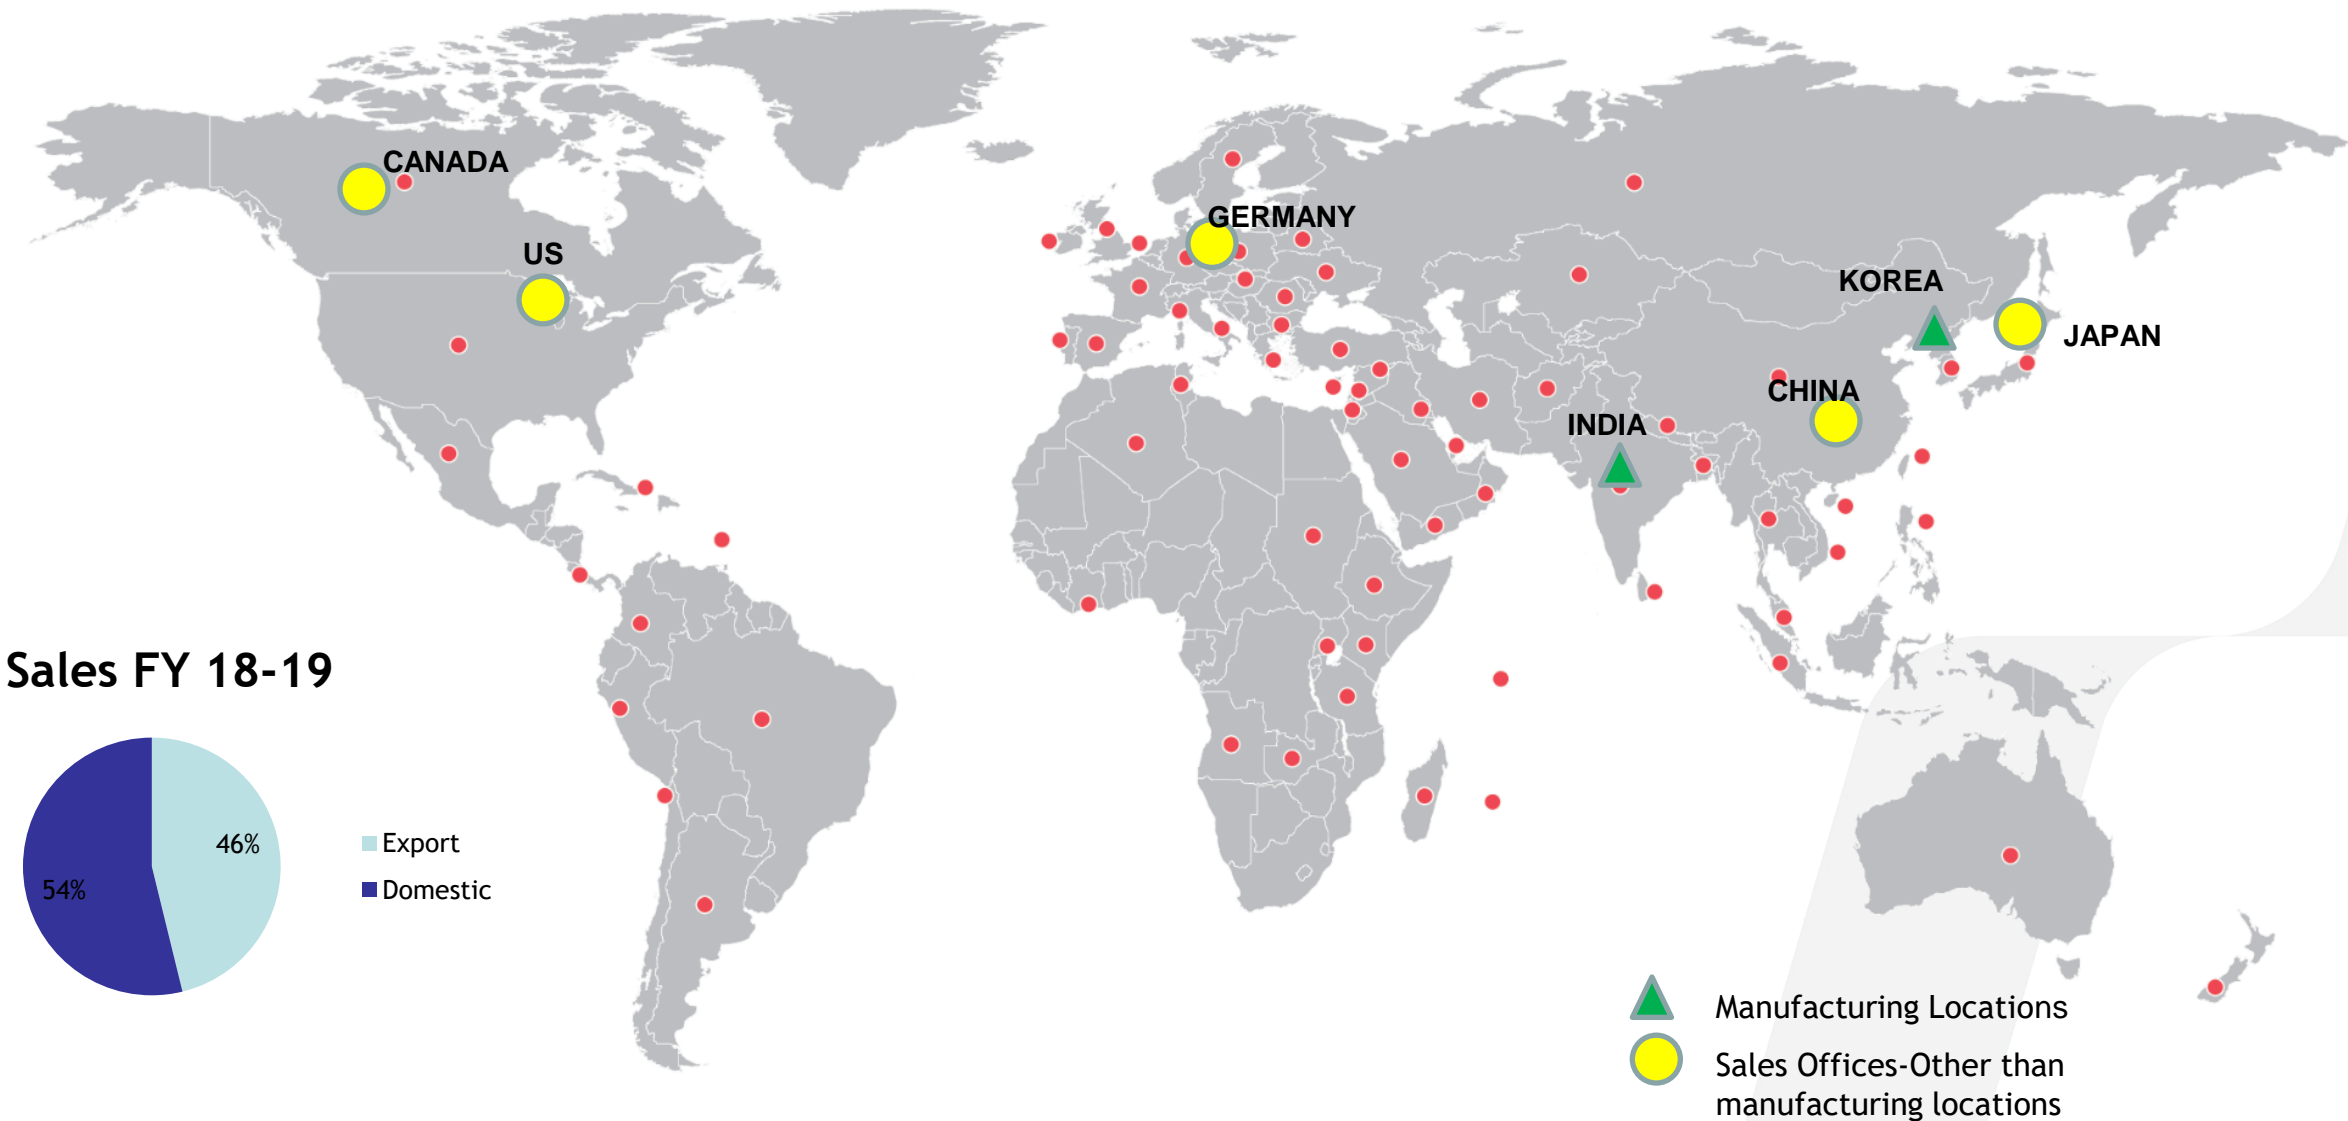 CANADA
US
GERMANY
KOREA
JAPAN
CHINA
INDIA
Sales FY 18-19
46%
54%
Export
Domestic
Manufacturing Locations
Sales Offices-Other than
manufacturing locations